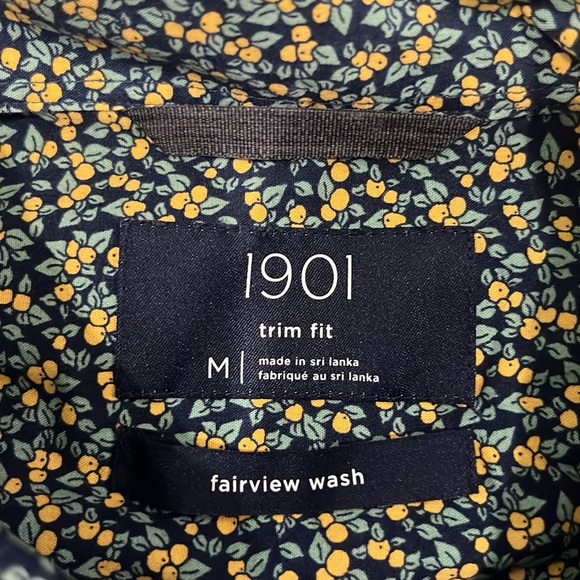 1901
trim fit
M | made in sri lanka
fabriqué au sri lanka
fairview wash